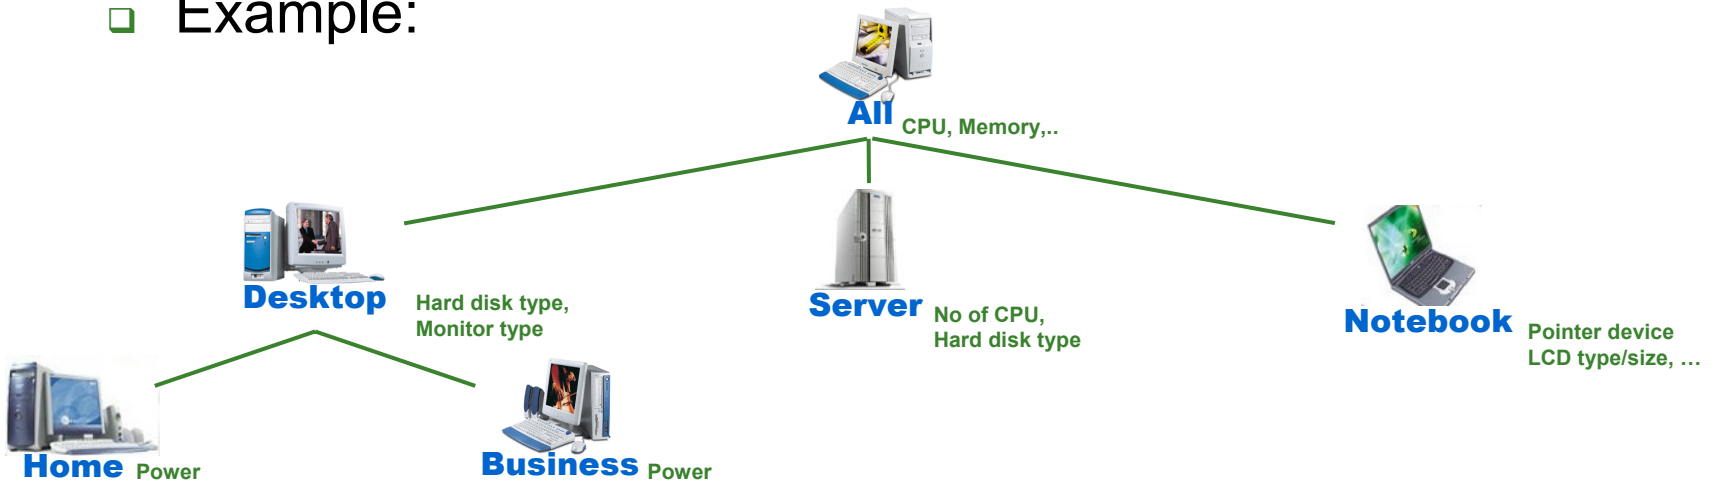 Example:
All
CPU, Memory,..
Desktop
Hard disk type,
Monitor type
Server
No of CPU,
Hard disk type
Notebook
Pointer device
LCD type/size, …
Home
Power
Business
Power